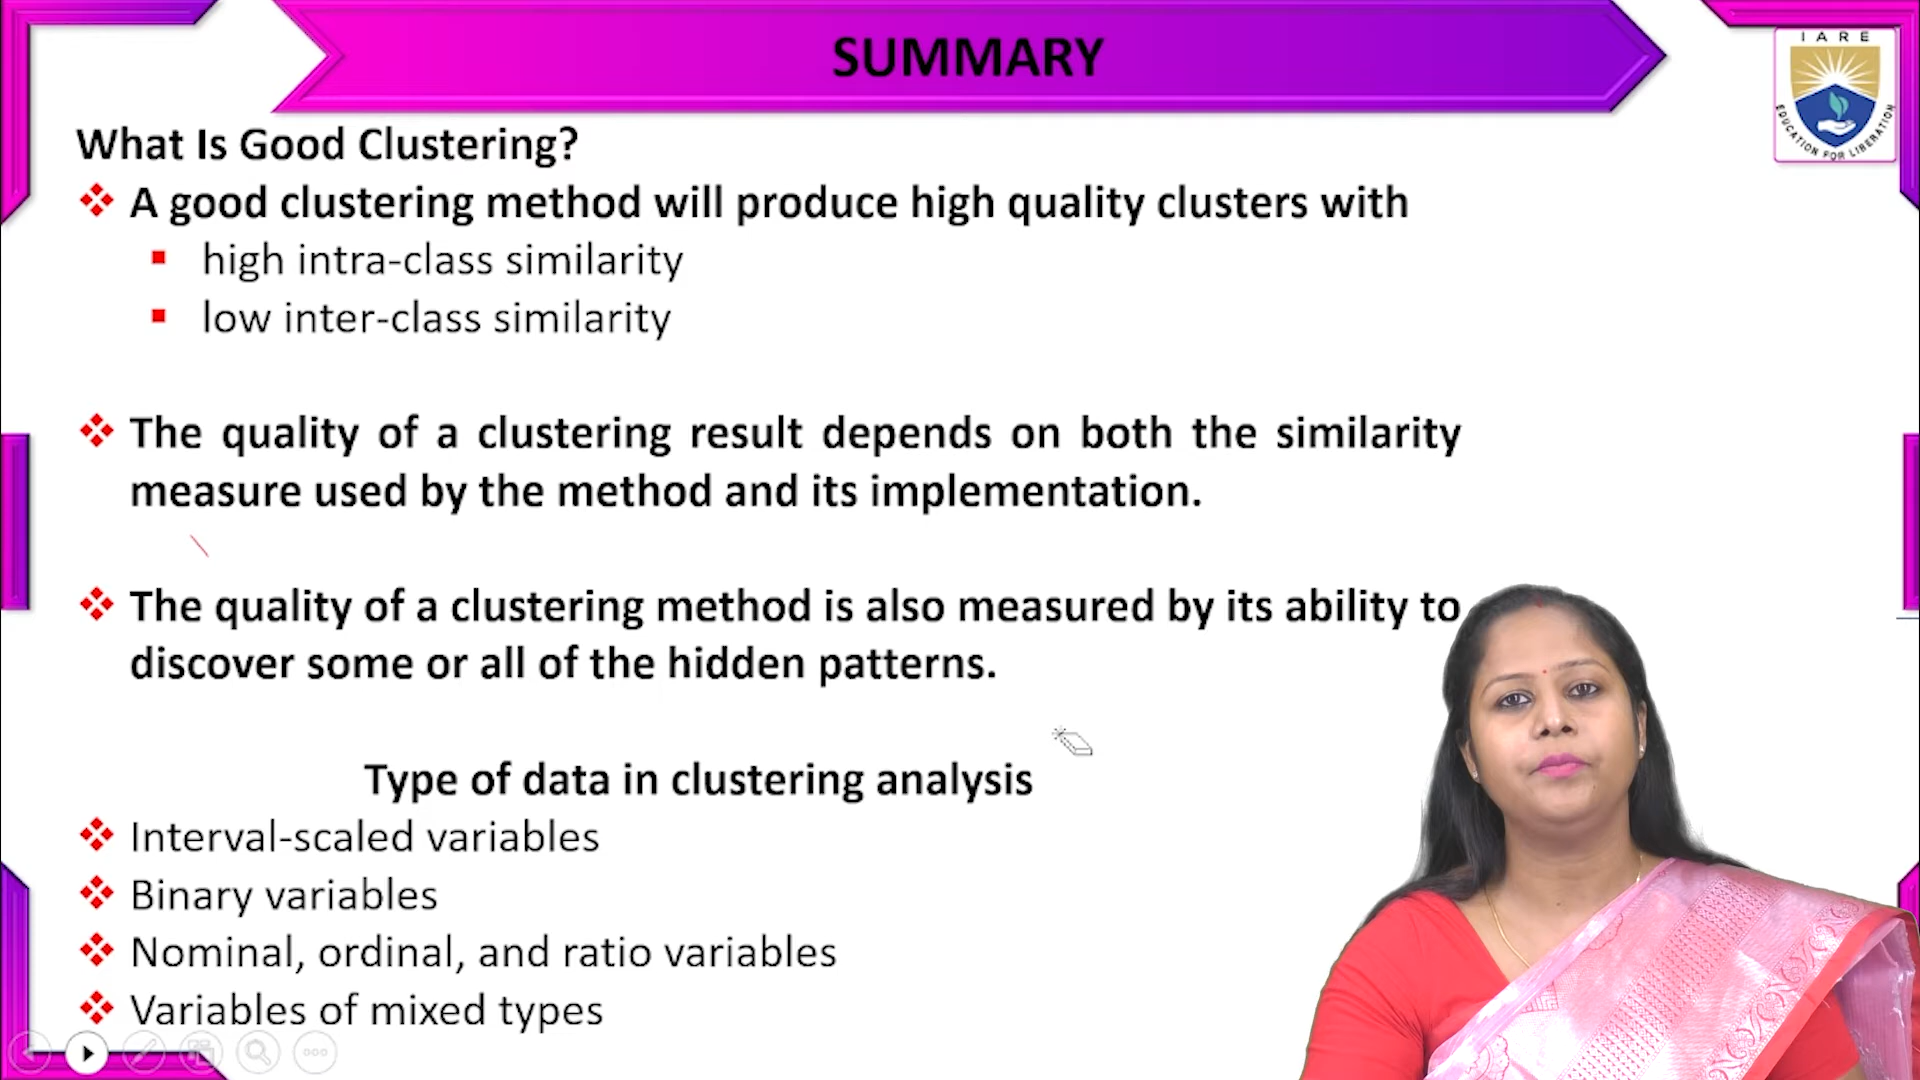 SUMMARY
IARE
EDUCATION FOR LIBERATION
What Is Good Clustering?
A good clustering method will produce high quality clusters with
high intra-class similarity
low inter-class similarity
The quality of a clustering result depends on both the similarity
measure used by the method and its implementation.
The quality of a clustering method is also measured by its ability to
discover some or all of the hidden patterns.
Type of data in clustering analysis
Interval-scaled variables
Binary variables
Nominal, ordinal, and ratio variables
Variables of mixed types